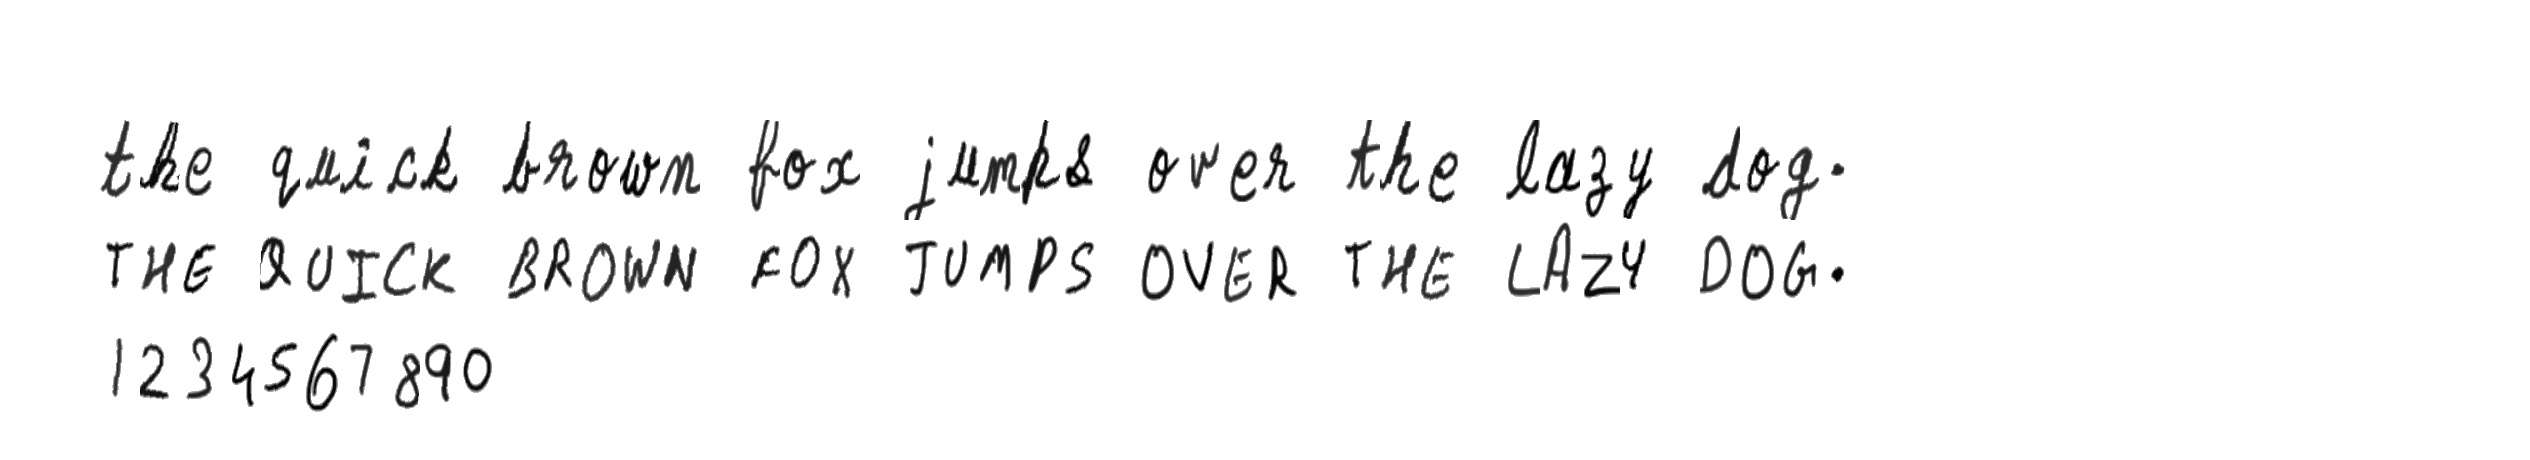 the quick brown fox jumps over the lazy dog.
THE QUICK BROWN FOX JUMPS OVER THE LAZY DOG.
1234567890